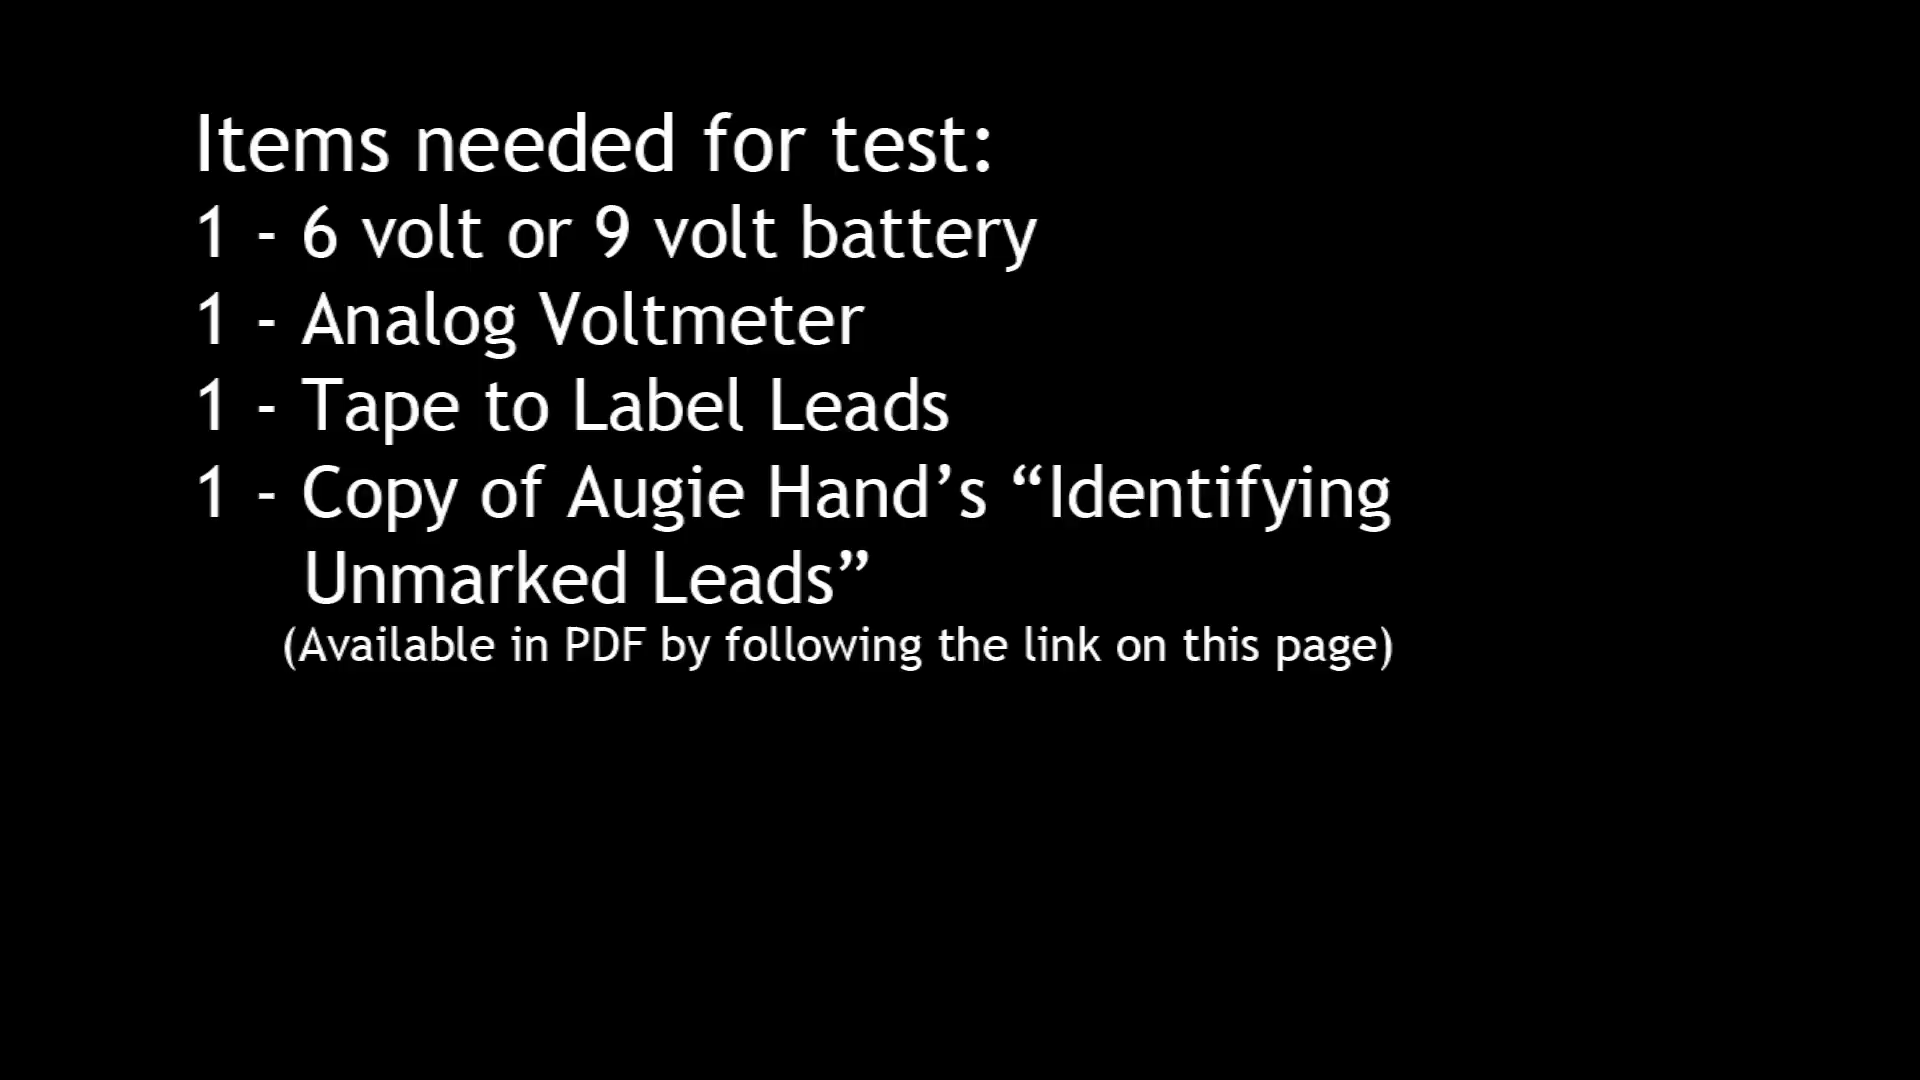 Items needed for test:
1 - 6 volt or 9 volt battery
1 - Analog Voltmeter
1 - Tape to Label Leads
1 - Copy of Augie Hand’s “Identifying
Unmarked Leads”
(Available in PDF by following the link on this page)